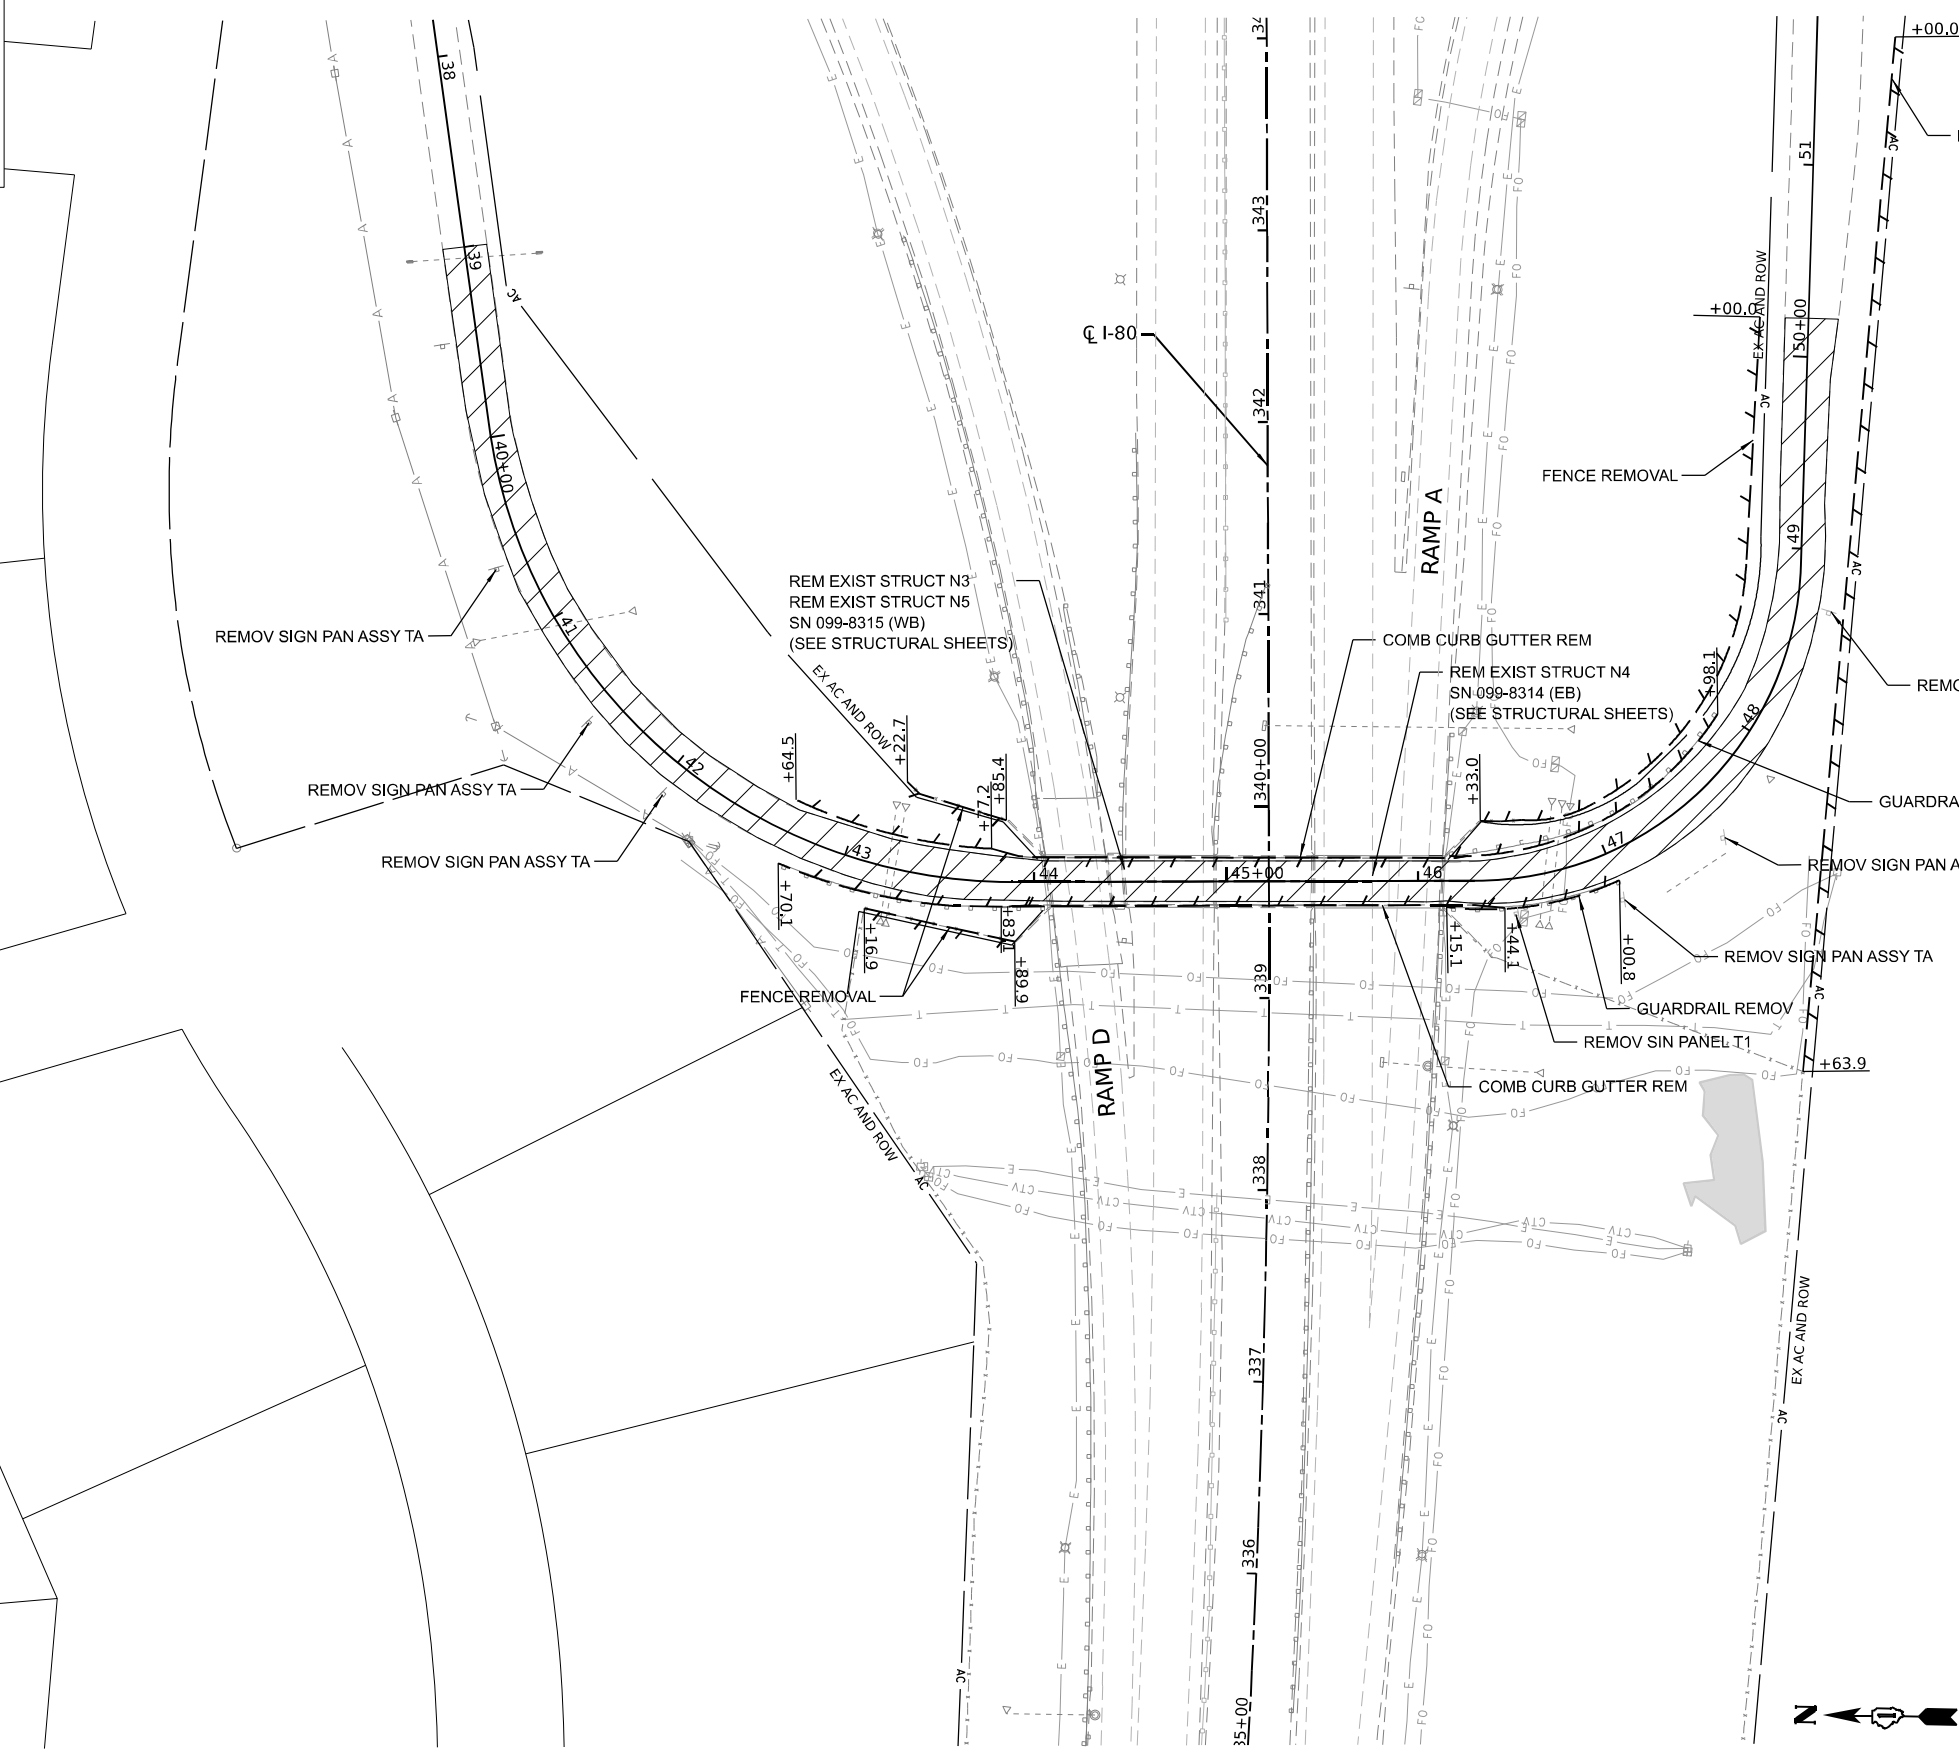 +00.0
38
39
40+00
41
42
43
44
45+00
46
47
48
49
50+00
51
343
342
341
340+00
339
338
337
336
35+00
℄ I-80
RAMP A
RAMP D
EX AC AND ROW
+00.0
AC
FENCE REMOVAL
REM EXIST STRUCT N3
REM EXIST STRUCT N5
SN 099-8315 (WB)
(SEE STRUCTURAL SHEETS)
REMOV SIGN PAN ASSY TA
COMB CURB GUTTER REM
REM EXIST STRUCT N4
SN 099-8314 (EB)
(SEE STRUCTURAL SHEETS)
EX AC AND ROW
+98.1
REMOV SIGN PAN ASSY TA
+64.5
+22.7
+77.2
+85.4
+33.0
REMOV SIGN PAN ASSY TA
REMOV SIGN PAN A
+70.1
+16.9
+83.1
+89.9
+15.1
+44.1
+00.8
REMOV SIGN PAN ASSY TA
FENCE REMOVAL
GUARDRAIL REMOV
REMOV SIN PANEL T1
+63.9
COMB CURB GUTTER REM
EX AC AND ROW
AC
EX AC AND ROW
AC
AC
N